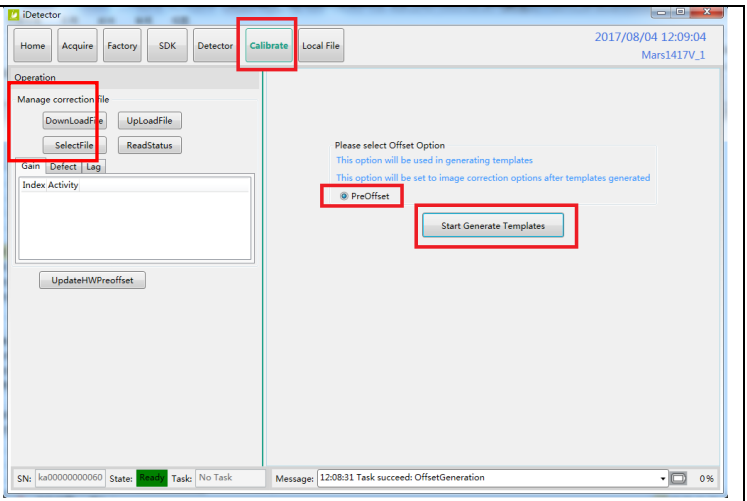 iDetector
Home Acquire Factory SDK Detector Calibrate Local File
2017/08/04 12:09:04
Mars1417V_1
Operation
Manage correction file
DownLoadFile UpLoadFile
SelectFile ReadStatus
Gain Defect Lag
Index Activity
UpdateHWPreoffset
Please select Offset Option
This option will be used in generating templates
This option will be set to image correction options after templates generated
PreOffset
Start Generate Templates
SN: ka00000000060 State: Ready Task: No Task Message: 12:08:31 Task succeed: OffsetGeneration 0%